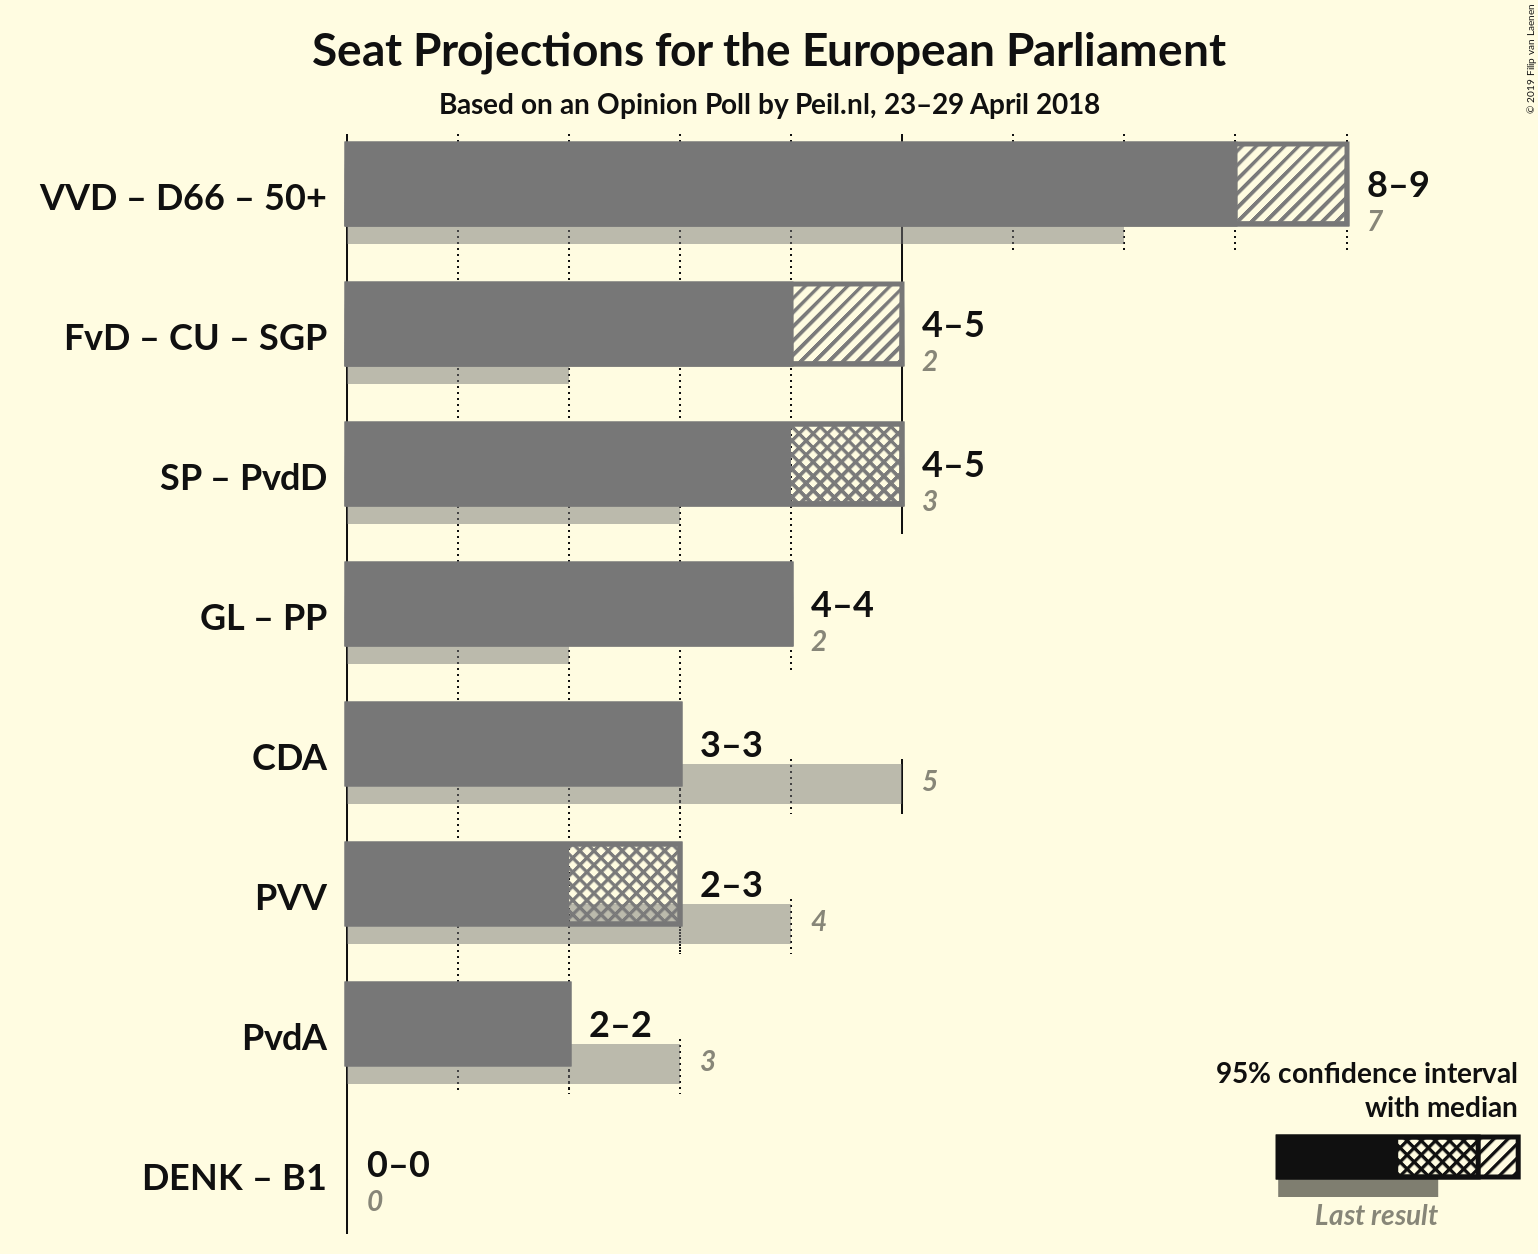 Seat Projections for the European Parliament
Based on an Opinion Poll by Peil.nl, 23–29 April 2018
© 2019 Filip van Laenen
VVD – D66 – 50+
8–9
7
FvD – CU – SGP
4–5
2
SP – PvdD
4–5
3
GL – PP
4–4
2
CDA
3–3
5
PVV
2–3
4
PvdA
2–2
3
DENK – B1
0–0
0
95% confidence interval
with median
Last result